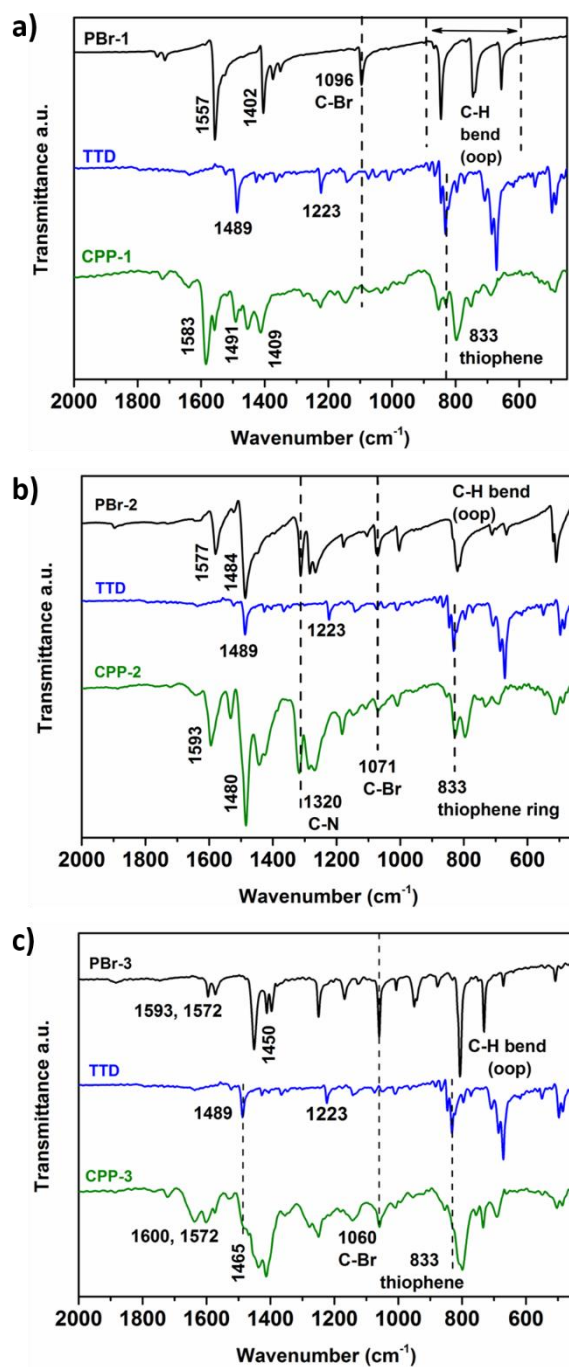 a)
PBr-1
1557
1402
1096
C-Br
C-H
bend
(oop)
TTD
1489
1223
CPP-1
1583
1491
1409
833
thiophene
Transmittance a.u.
2000 1800 1600 1400 1200 1000 800 600
Wavenumber (cm⁻¹)
b)
PBr-2
1577
1484
C-H bend
(oop)
TTD
1489
1223
CPP-2
1593
1480
1320
C-N
1071
C-Br
833
thiophene ring
Transmittance a.u.
2000 1800 1600 1400 1200 1000 800 600
Wavenumber (cm⁻¹)
c)
PBr-3
1593, 1572
1450
C-H bend
(oop)
TTD
1489
1223
CPP-3
1600, 1572
1465
1060
C-Br
833
thiophene
Transmittance a.u.
2000 1800 1600 1400 1200 1000 800 600
Wavenumber (cm⁻¹)